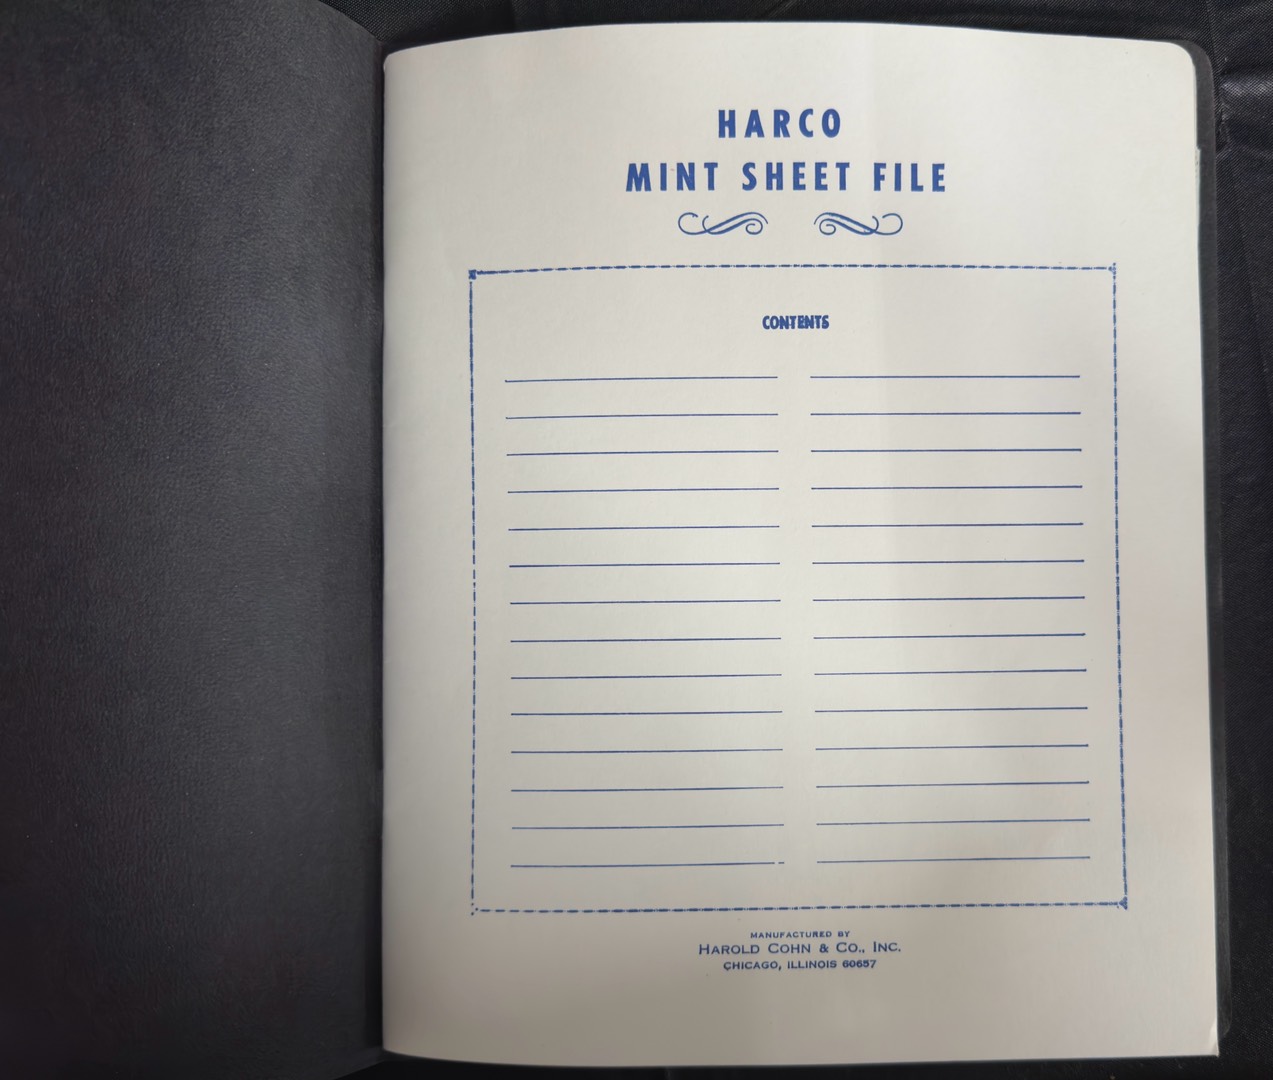 HARCO
MINT SHEET FILE
CONTENTS
MANUFACTURED BY
HAROLD COHN & CO., INC.
CHICAGO, ILLINOIS 60657